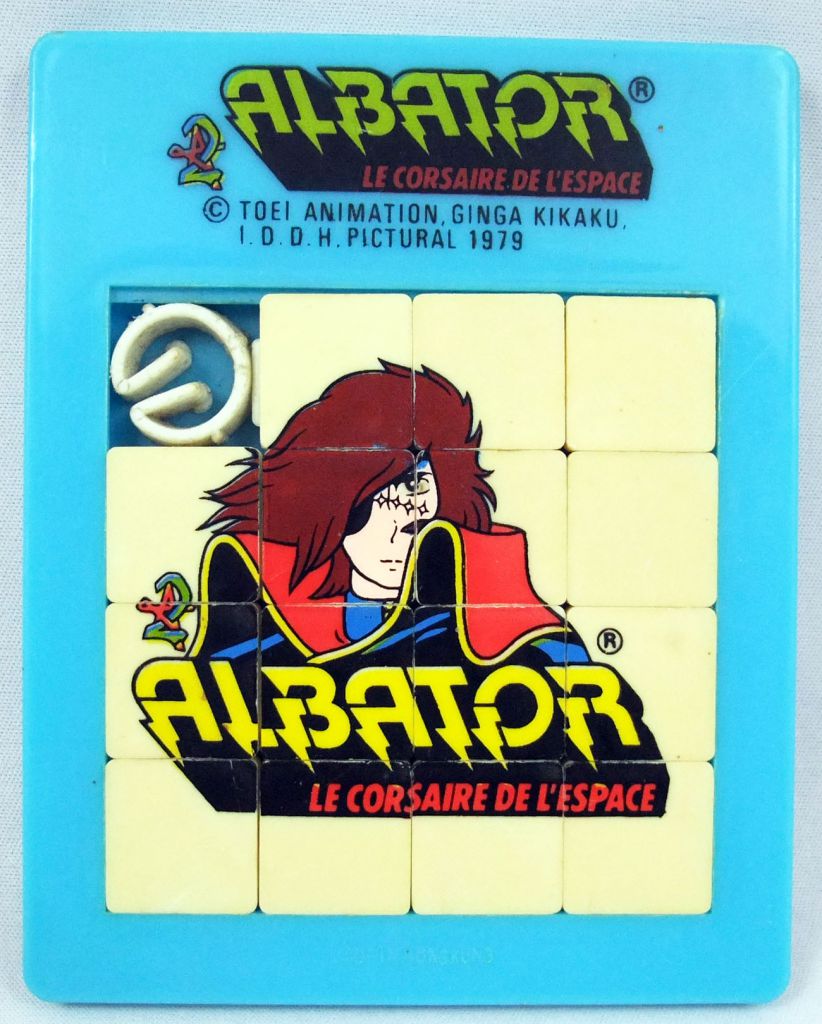 ALBATOR®
LE CORSAIRE DE L'ESPACE
© TOEI ANIMATION, GINGA KIKAKU,
I.D.D.H. PICTURAL 1979
®
ALBATOR
LE CORSAIRE DE L'ESPACE